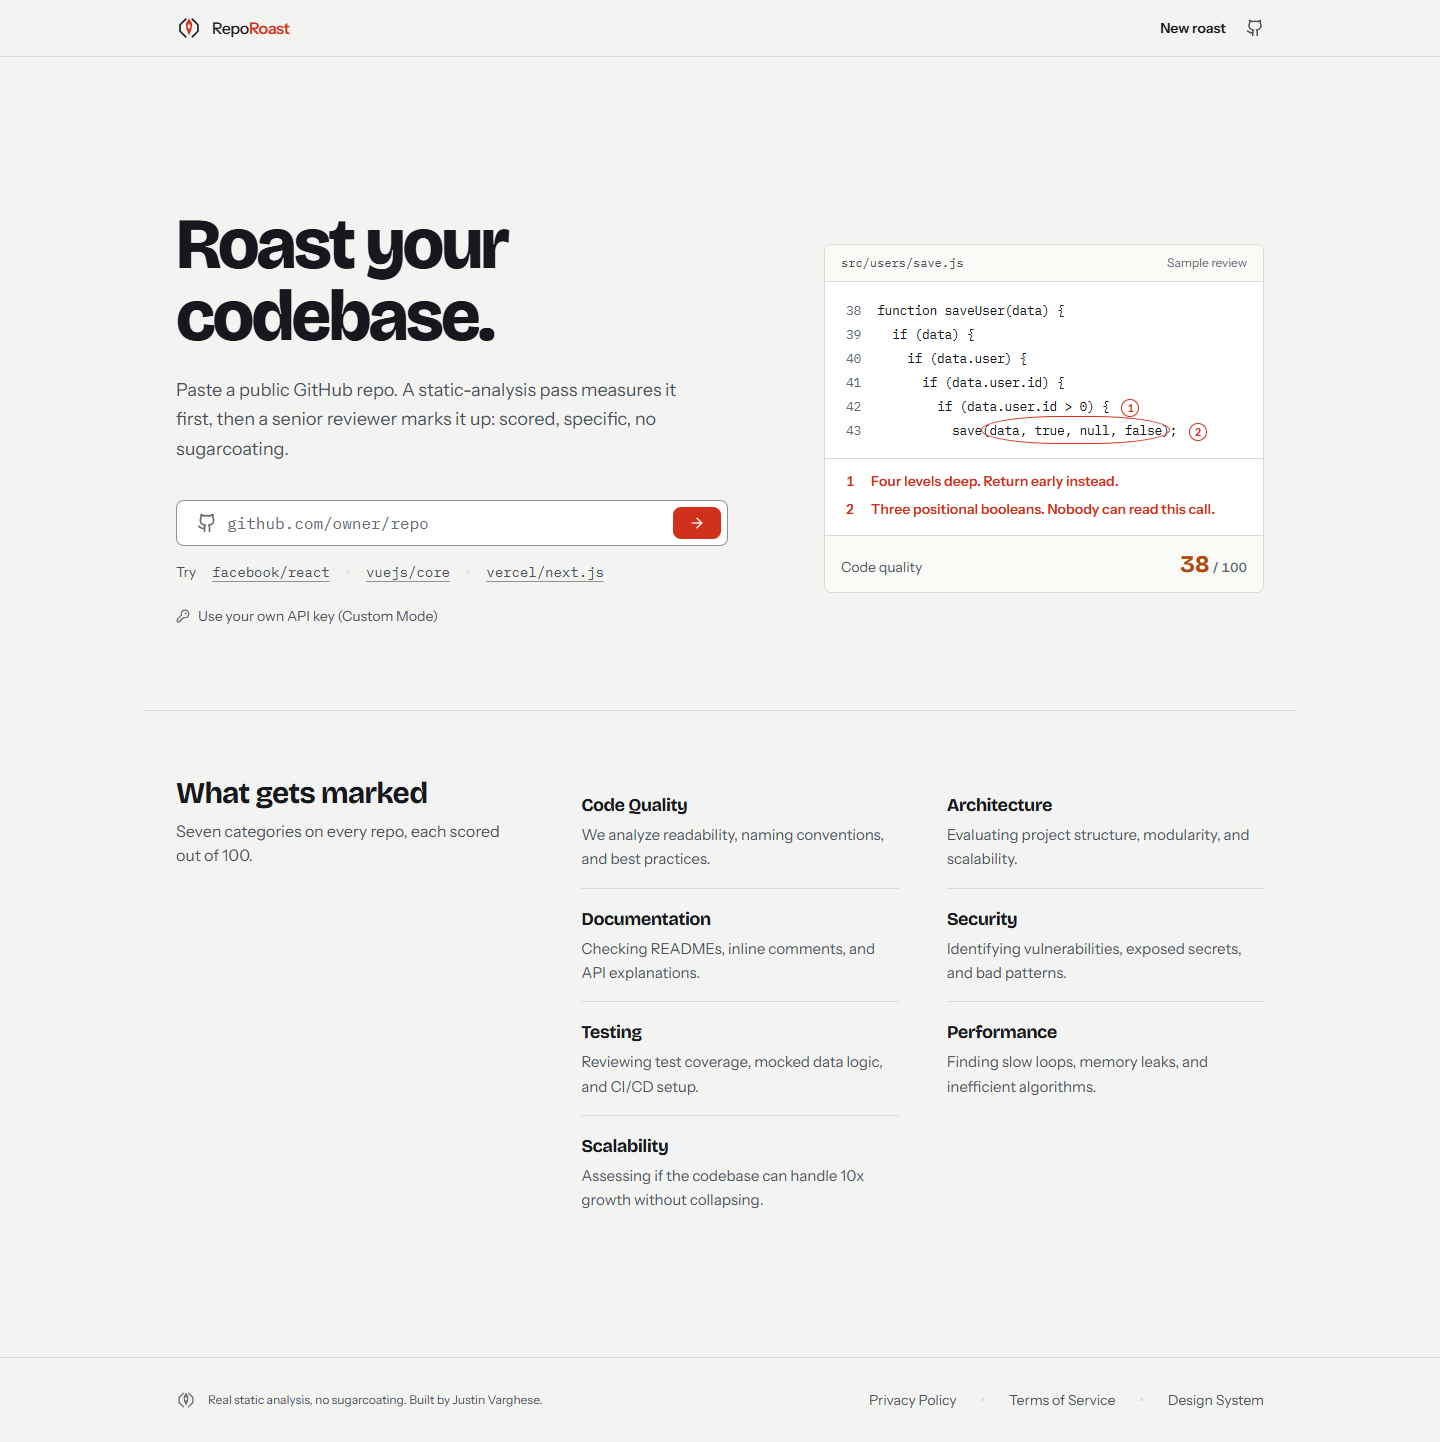 RepoRoast
New roast
Roast your
codebase.
Paste a public GitHub repo. A static-analysis pass measures it
first, then a senior reviewer marks it up: scored, specific, no
sugarcoating.
github.com/owner/repo
Try facebook/react · vuejs/core · vercel/next.js
Use your own API key (Custom Mode)
src/users/save.js Sample review
38 function saveUser(data) {
39 if (data) {
40 if (data.user) {
41 if (data.user.id) {
42 if (data.user.id > 0) { 1
43 save(data, true, null, false); 2
1 Four levels deep. Return early instead.
2 Three positional booleans. Nobody can read this call.
Code quality 38 / 100
What gets marked
Seven categories on every repo, each scored
out of 100.
Code Quality
We analyze readability, naming conventions,
and best practices.
Architecture
Evaluating project structure, modularity, and
scalability.
Documentation
Checking READMEs, inline comments, and
API explanations.
Security
Identifying vulnerabilities, exposed secrets,
and bad patterns.
Testing
Reviewing test coverage, mocked data logic,
and CI/CD setup.
Performance
Finding slow loops, memory leaks, and
inefficient algorithms.
Scalability
Assessing if the codebase can handle 10x
growth without collapsing.
Real static analysis, no sugarcoating. Built by Justin Varghese.
Privacy Policy · Terms of Service · Design System